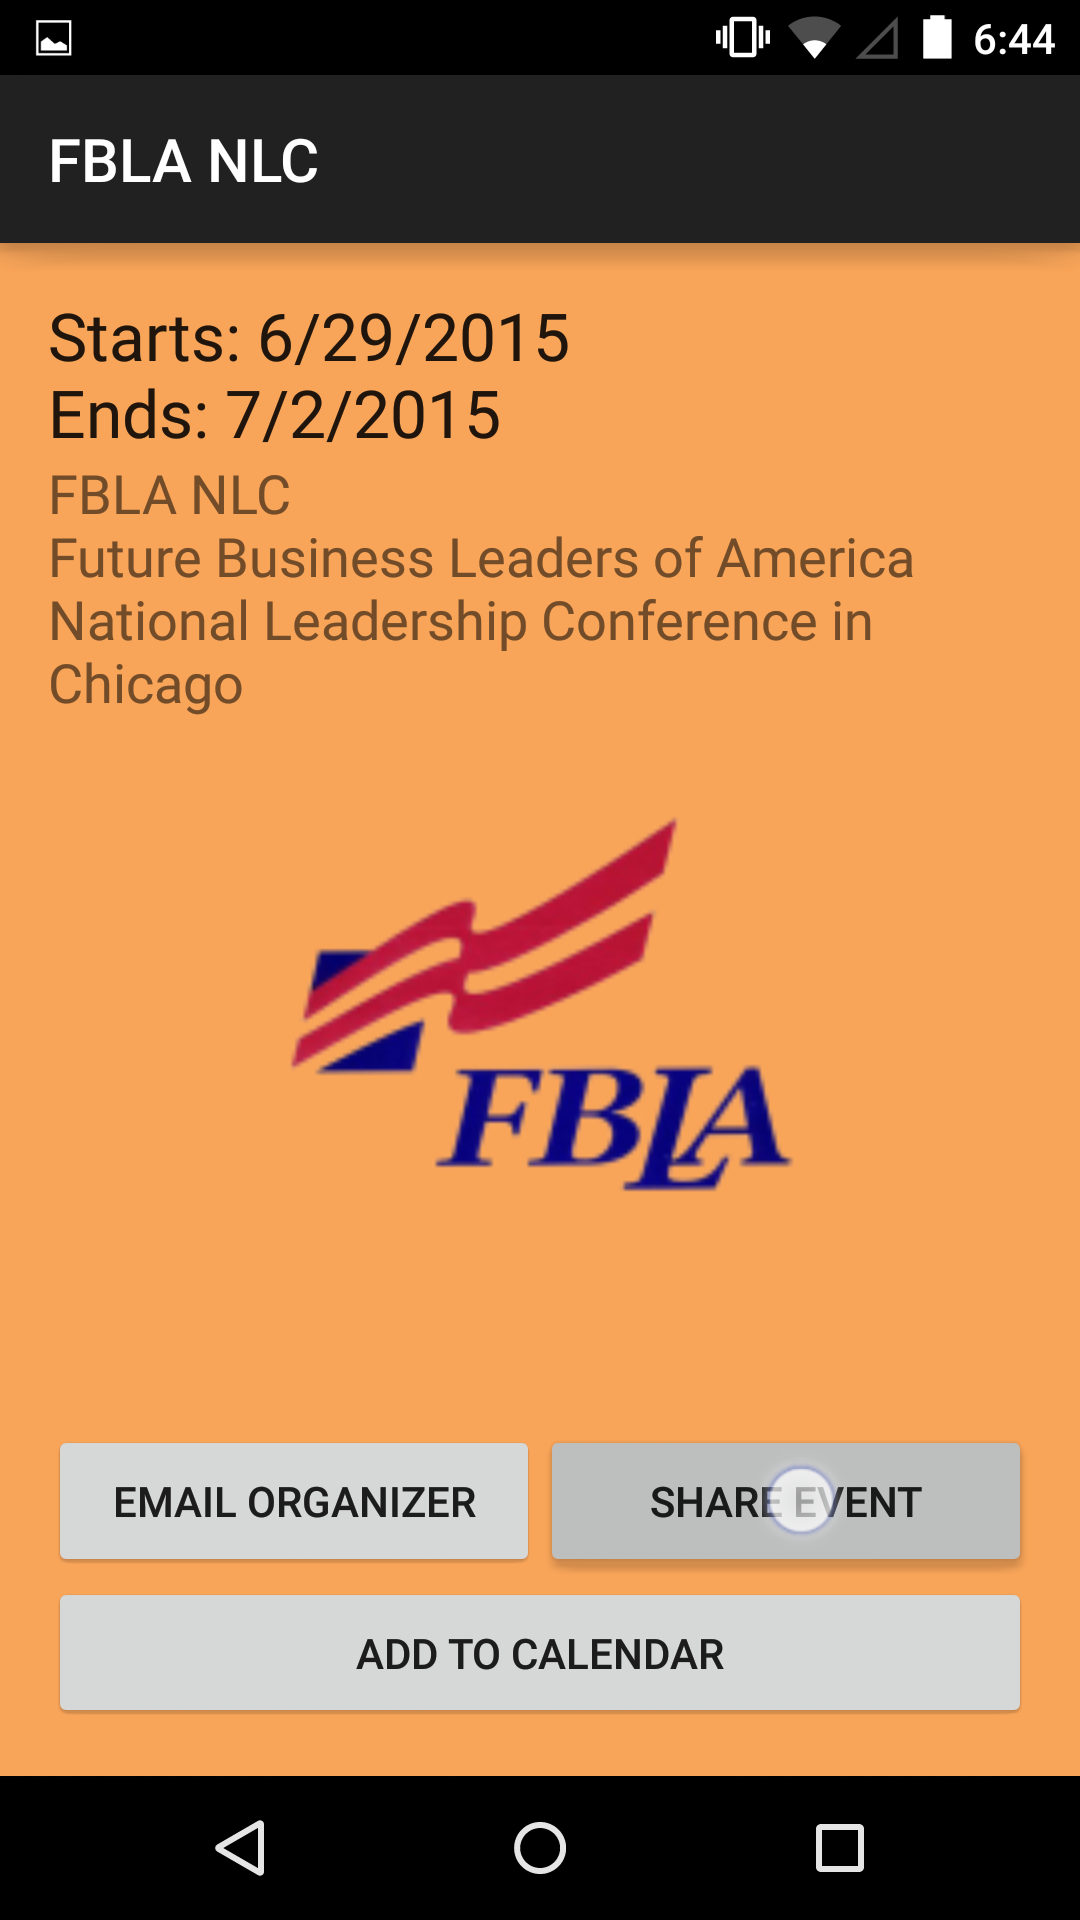 6:44
FBLA NLC
Starts: 6/29/2015
Ends: 7/2/2015
FBLA NLC
Future Business Leaders of America
National Leadership Conference in
Chicago
FBLA
EMAIL ORGANIZER
SHARE EVENT
ADD TO CALENDAR